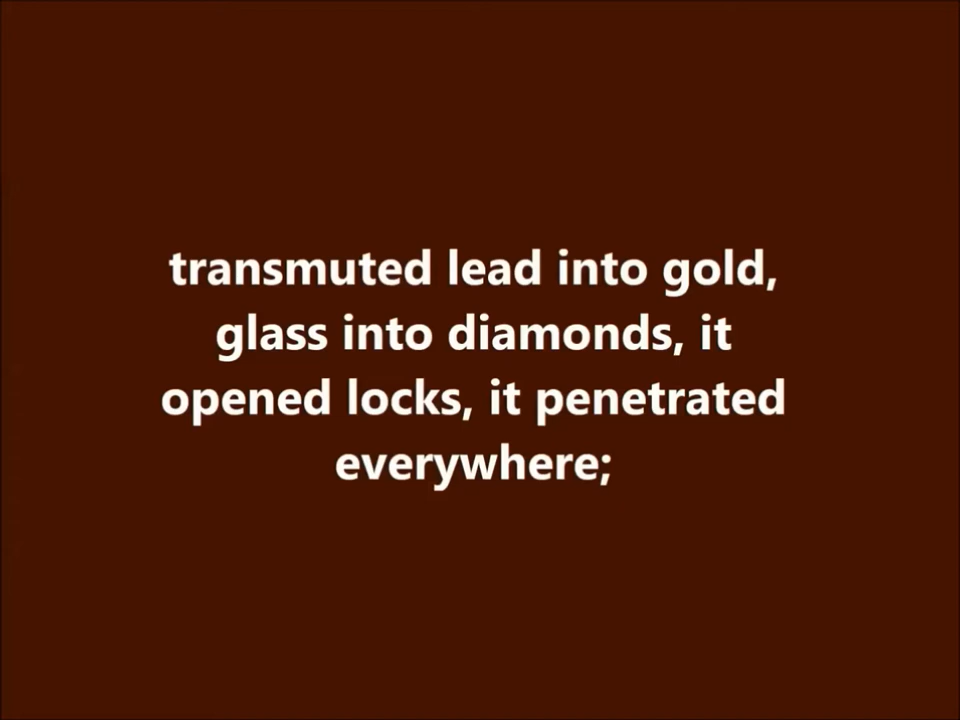 transmuted lead into gold,
glass into diamonds, it
opened locks, it penetrated
everywhere;